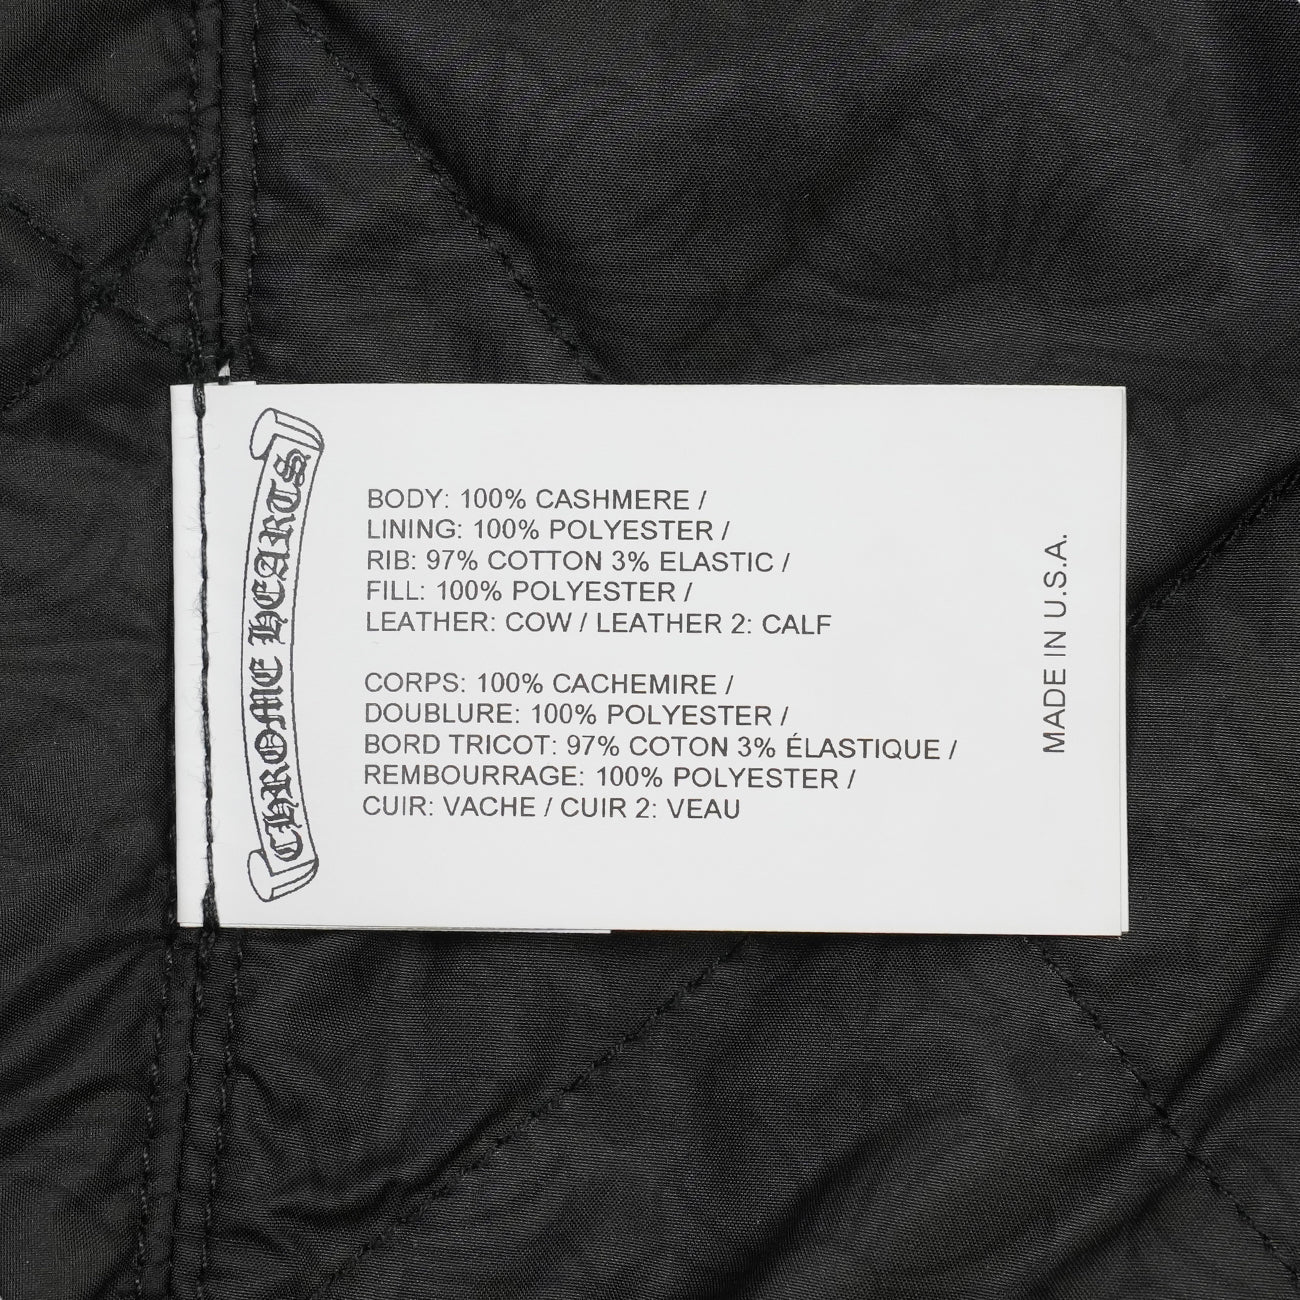 CHROME HEARTS
BODY: 100% CASHMERE /
LINING: 100% POLYESTER /
RIB: 97% COTTON 3% ELASTIC /
FILL: 100% POLYESTER /
LEATHER: COW / LEATHER 2: CALF
CORPS: 100% CACHEMIRE /
DOUBLURE: 100% POLYESTER /
BORD TRICOT: 97% COTON 3% ÉLASTIQUE /
REMBOURRAGE: 100% POLYESTER /
CUIR: VACHE / CUIR 2: VEAU
MADE IN U.S.A.